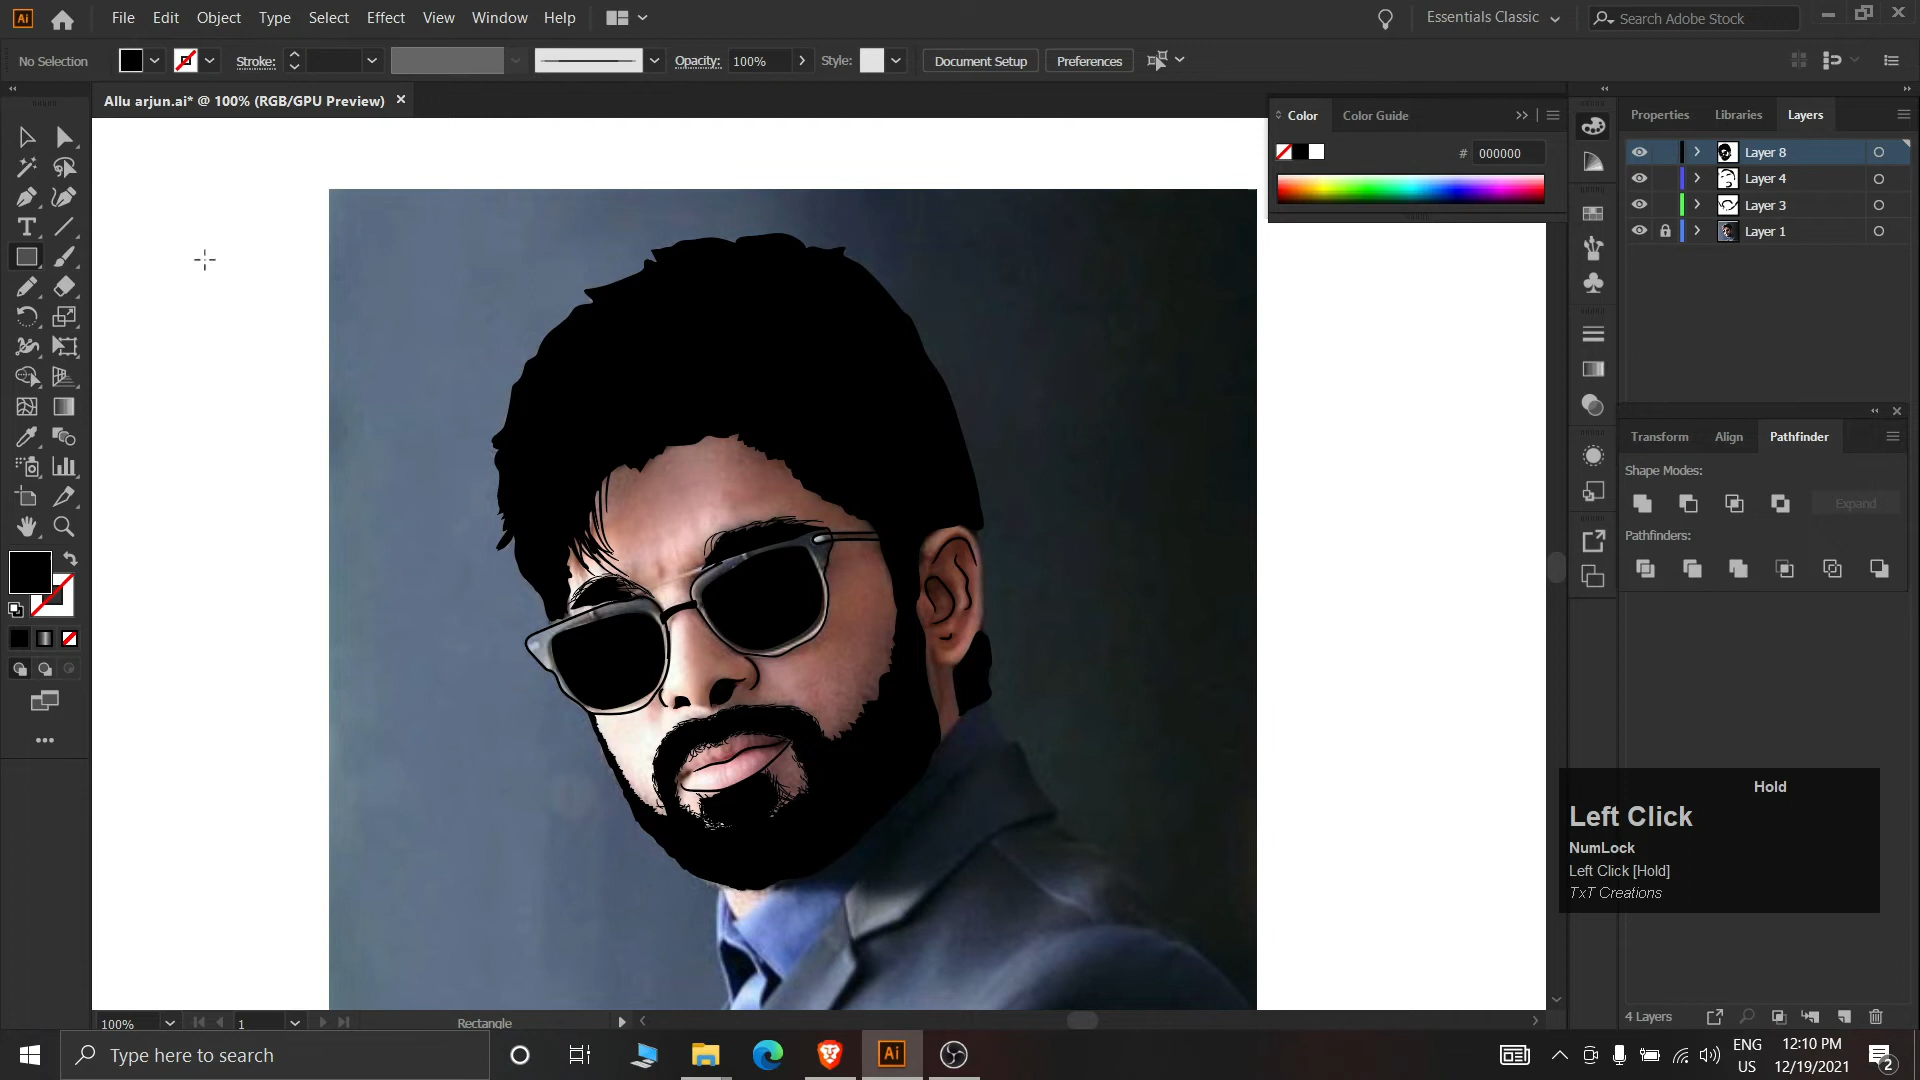 Ai File Edit Object Type Select Effect View Window Help Essentials Classic Search Adobe Stock
No Selection Stroke: Opacity: 100% Style: Document Setup Preferences
Allu arjun.ai* @ 100% (RGB/GPU Preview) ×
Color Color Guide
# 000000
Properties Libraries Layers
Layer 8
Layer 4
Layer 3
Layer 1
Transform Align Pathfinder
Shape Modes:
Expand
Pathfinders:
Hold
Left Click
NumLock
Left Click [Hold]
TxT Creations
4 Layers
100% 1 Rectangle
Type here to search
Ai
ENG
US
12:10 PM
12/19/2021
2